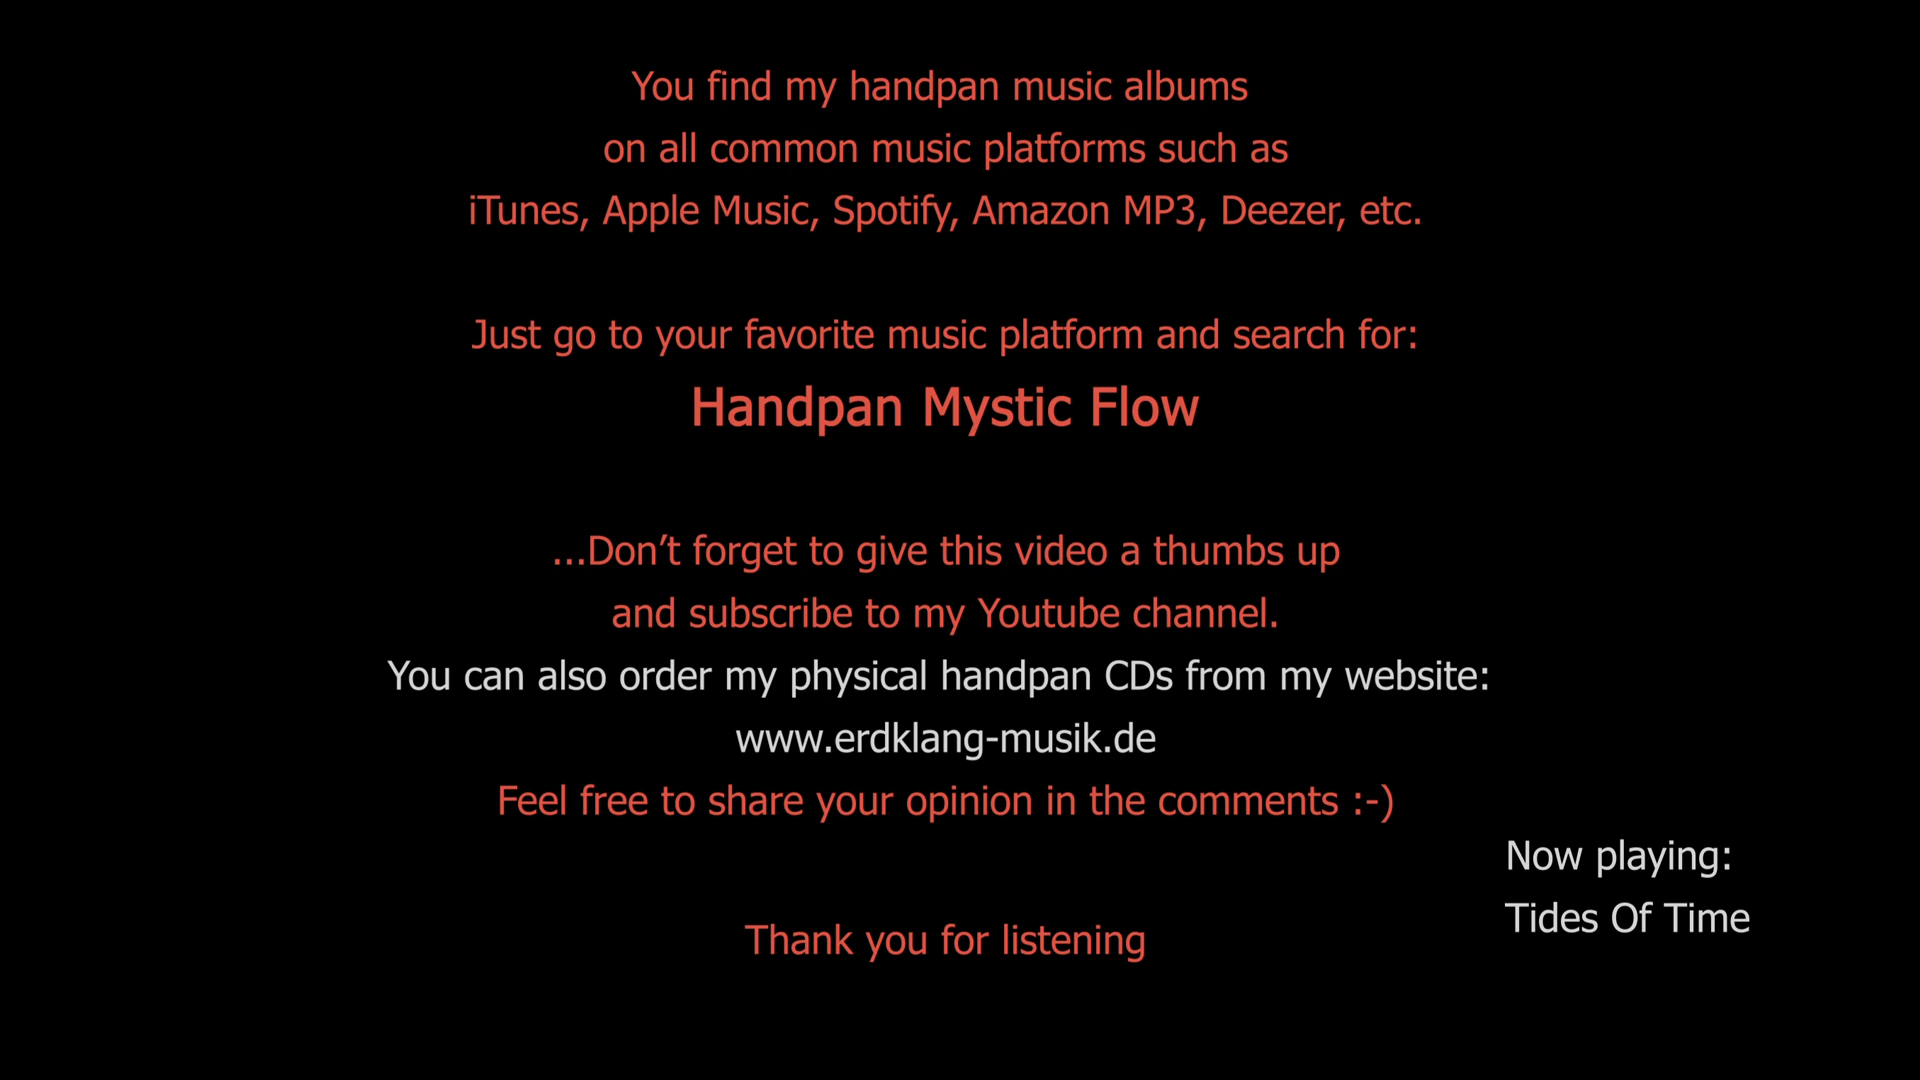 You find my handpan music albums
on all common music platforms such as
iTunes, Apple Music, Spotify, Amazon MP3, Deezer, etc.
Just go to your favorite music platform and search for:
Handpan Mystic Flow
...Don’t forget to give this video a thumbs up
and subscribe to my Youtube channel.
You can also order my physical handpan CDs from my website:
www.erdklang-musik.de
Feel free to share your opinion in the comments :-)
Now playing:
Tides Of Time
Thank you for listening